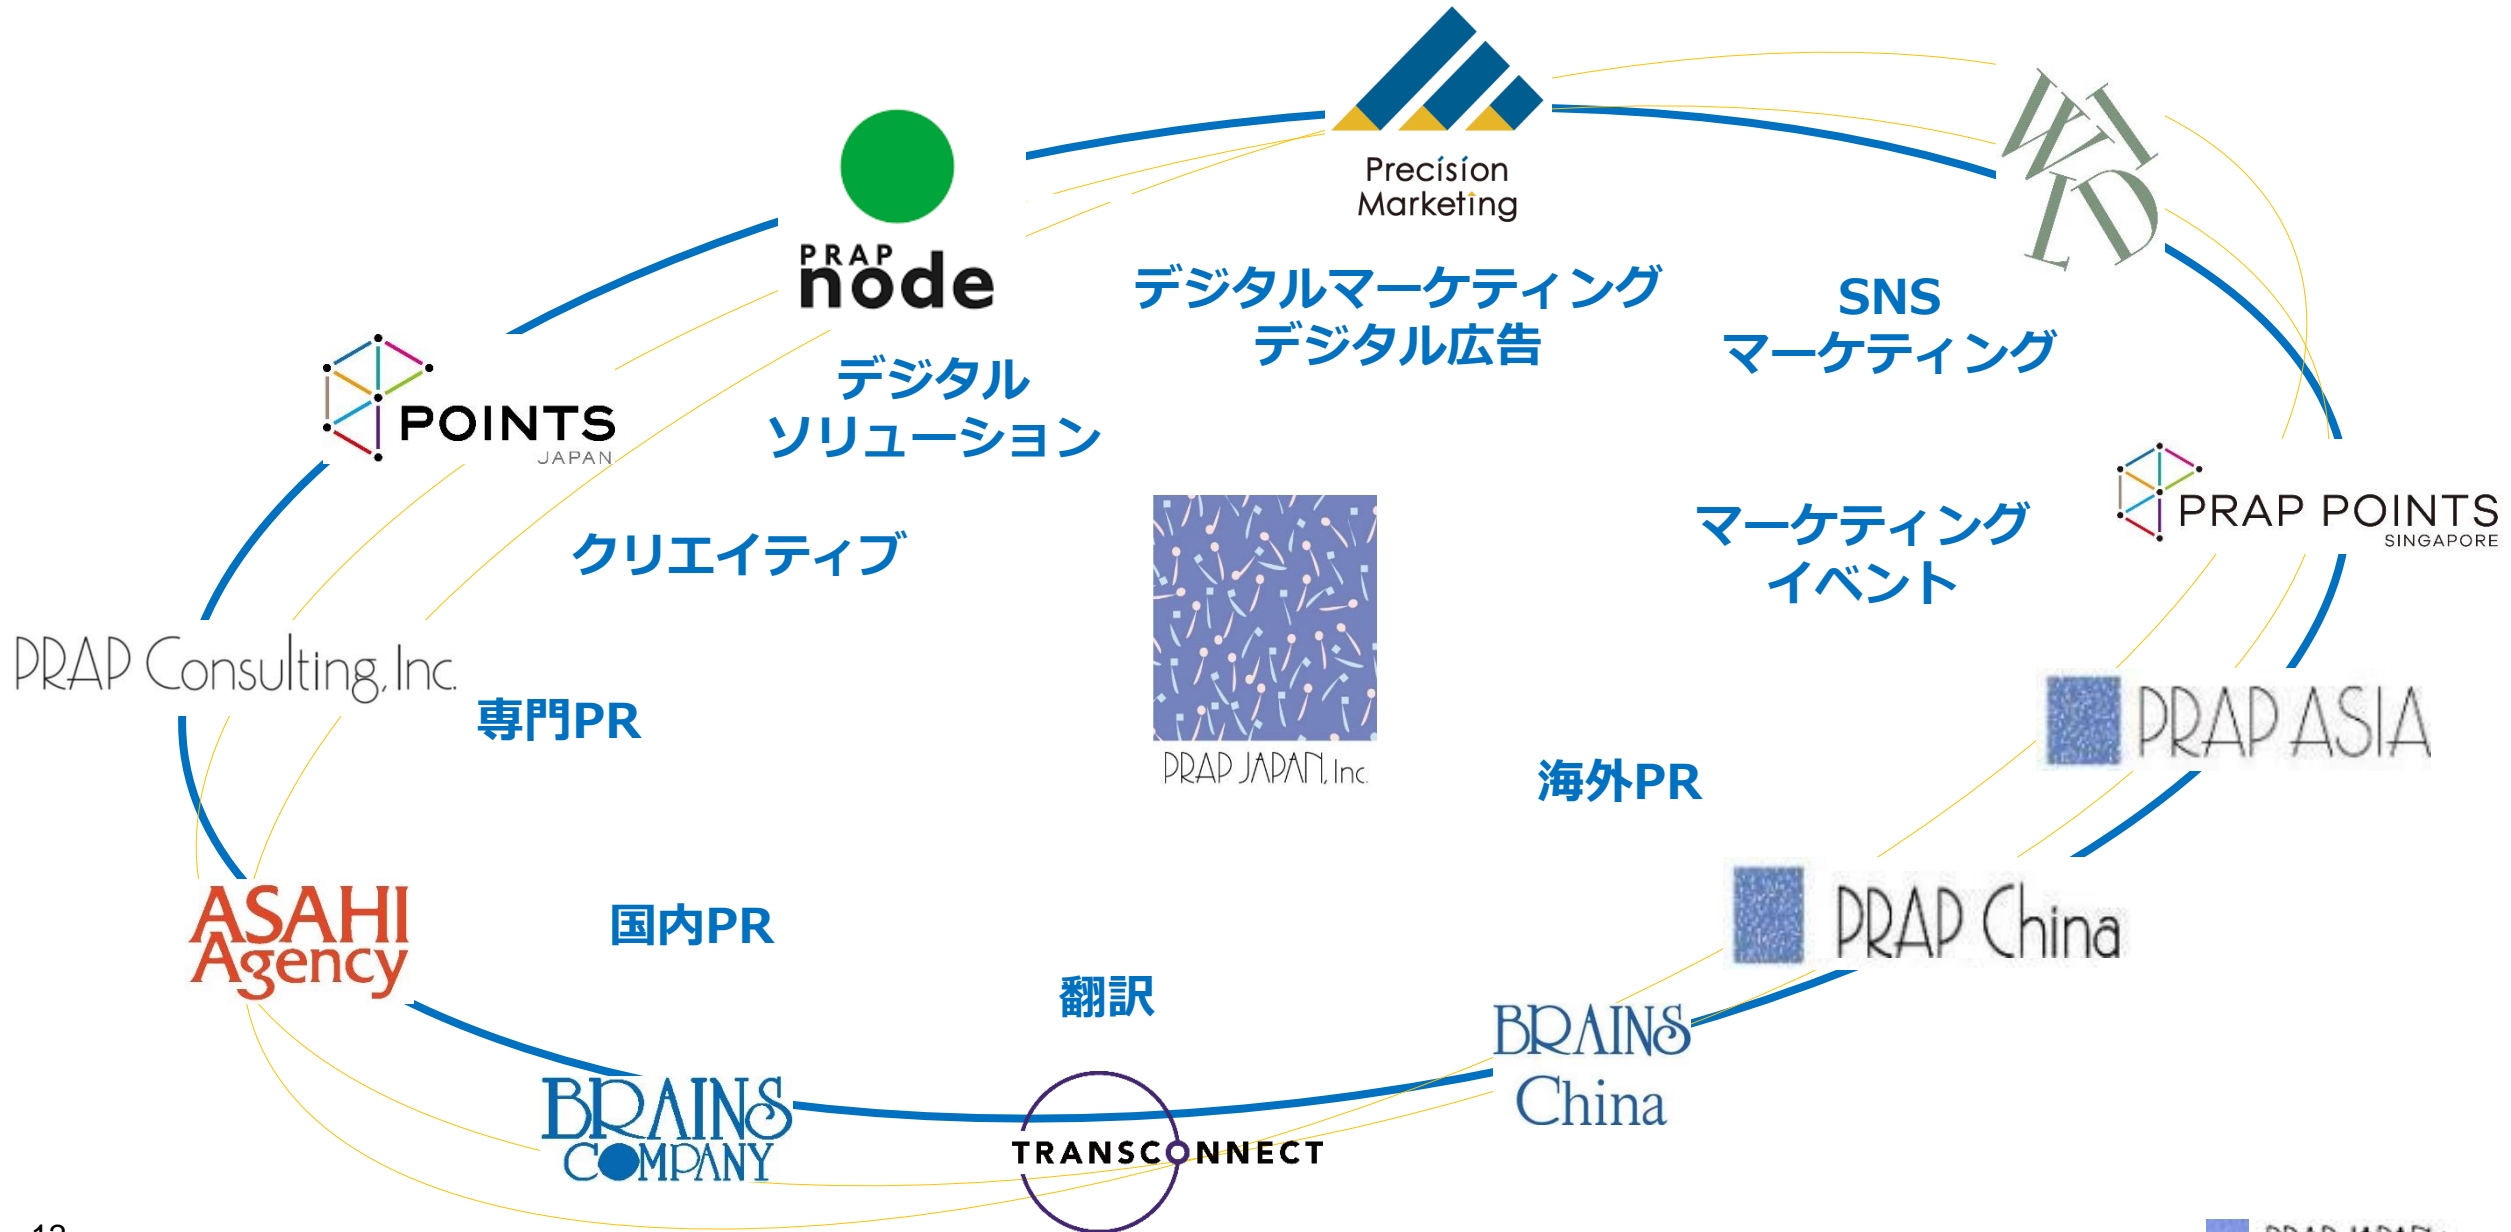 Precision
Marketing
WILD
PRAP
node
デジタルマーケティング
デジタル広告
SNS
マーケティング
デジタル
ソリューション
POINTS
JAPAN
クリエイティブ
マーケティング
イベント
PRAP POINTS
SINGAPORE
PRAP Consulting, Inc.
専門PR
PRAP JAPAN, Inc.
PRAP ASIA
海外PR
PRAP China
ASAHI
Agency
国内PR
翻訳
BRAINS
China
BRAINS
COMPANY
TRANSCONNECT